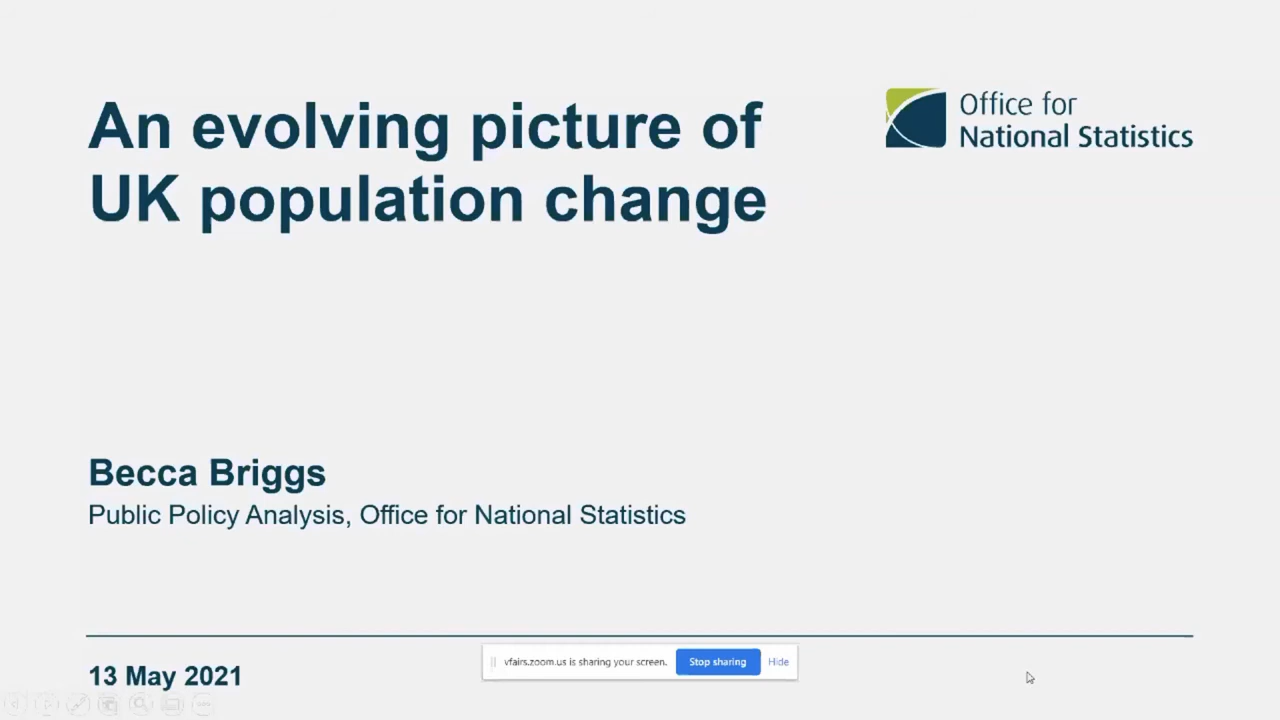 An evolving picture of
UK population change
Office for
National Statistics
Becca Briggs
Public Policy Analysis, Office for National Statistics
13 May 2021
vfairs.zoom.us is sharing your screen.
Stop sharing
Hide